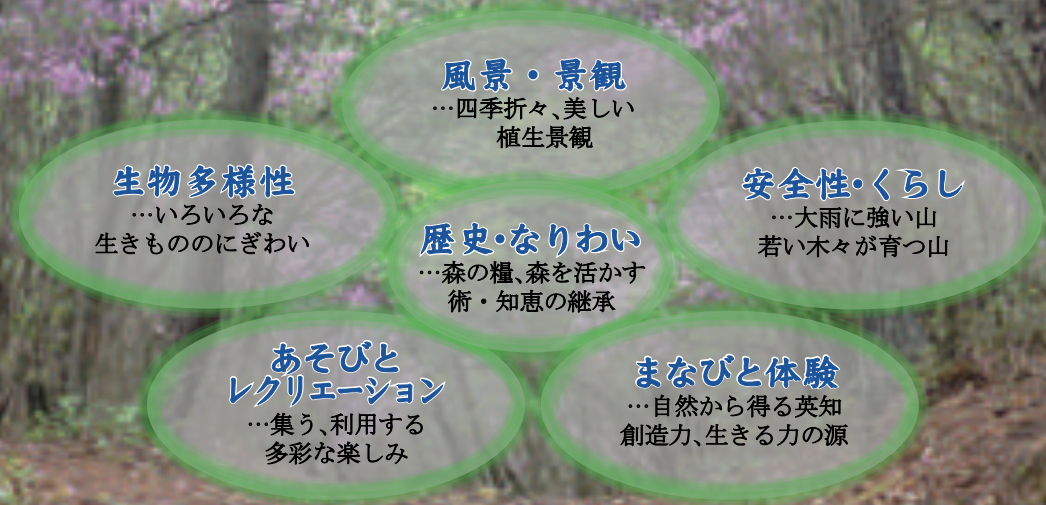 風景・景観
…四季折々、美しい
植生景観
生物多様性
…いろいろな
生きもののにぎわい
安全性・くらし
…大雨に強い山
若い木々が育つ山
歴史・なりわい
…森の糧、森を活かす
術・知恵の継承
あそびと
レクリエーション
…集う、利用する
多彩な楽しみ
まなびと体験
…自然から得る英知
創造力、生きる力の源